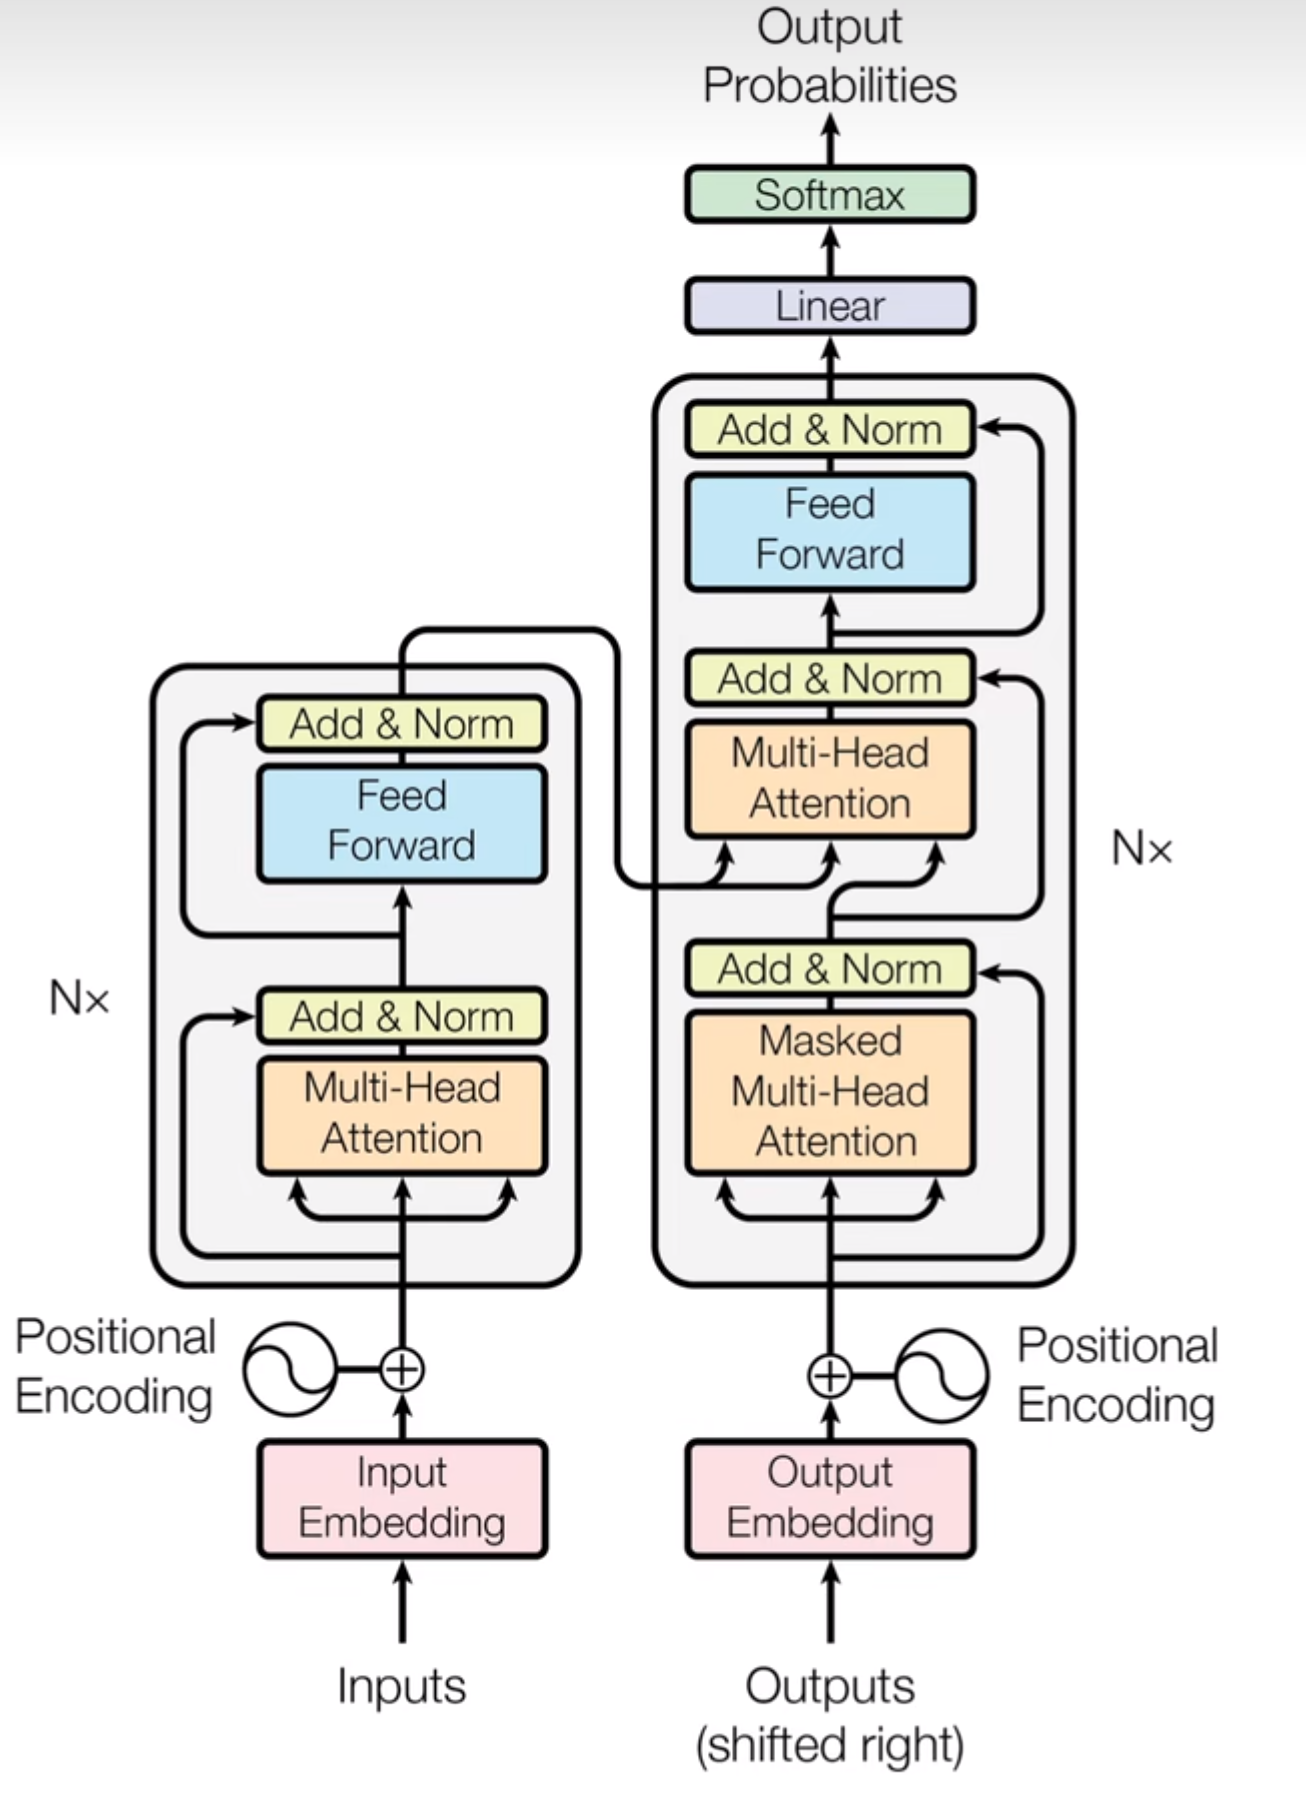 Output
Probabilities
Softmax
Linear
Add & Norm
Feed
Forward
Add & Norm
Multi-Head
Attention
Nx
Add & Norm
Masked
Multi-Head
Attention
Add & Norm
Feed
Forward
Nx
Add & Norm
Multi-Head
Attention
Positional
Encoding
Positional
Encoding
Input
Embedding
Output
Embedding
Inputs
Outputs
(shifted right)